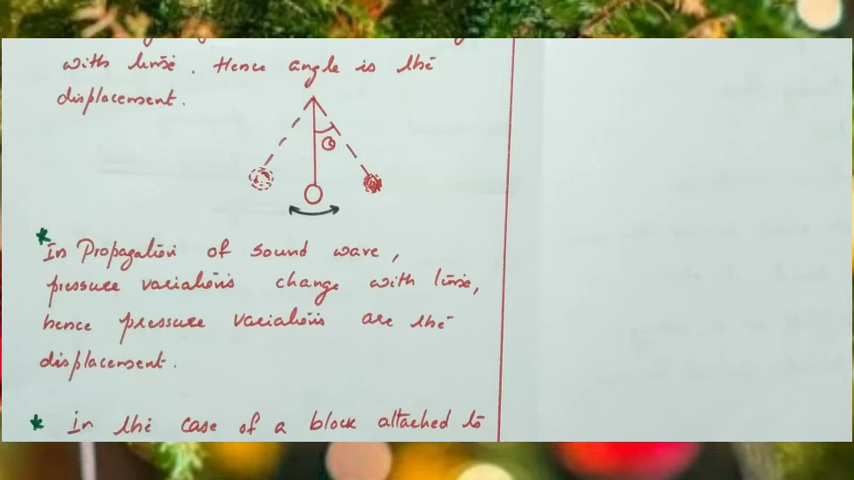 with time. Hence angle is the
displacement.
θ
* In Propagation of sound wave,
pressure variations change with time,
hence pressure variations are the
displacement.
* In the case of a block attached to